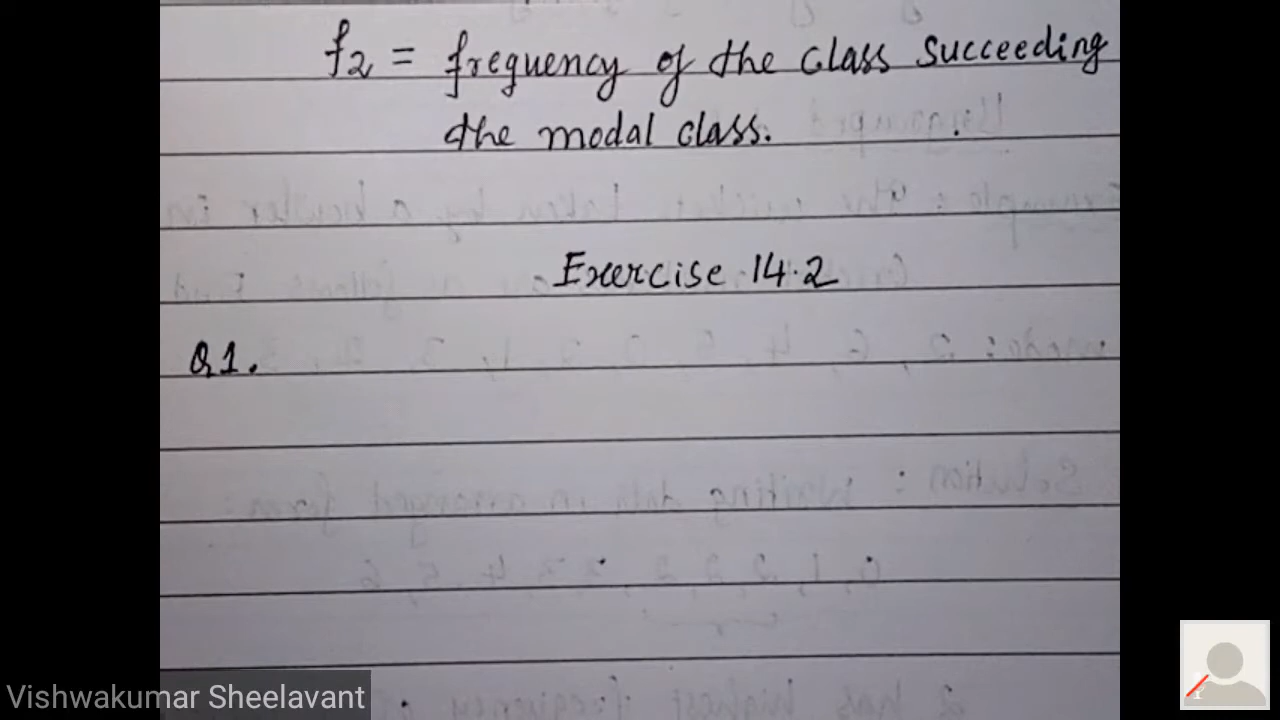 f2 = frequency of the class succeeding
the modal class.
Exercise 14.2
Q1.
Vishwakumar Sheelavant